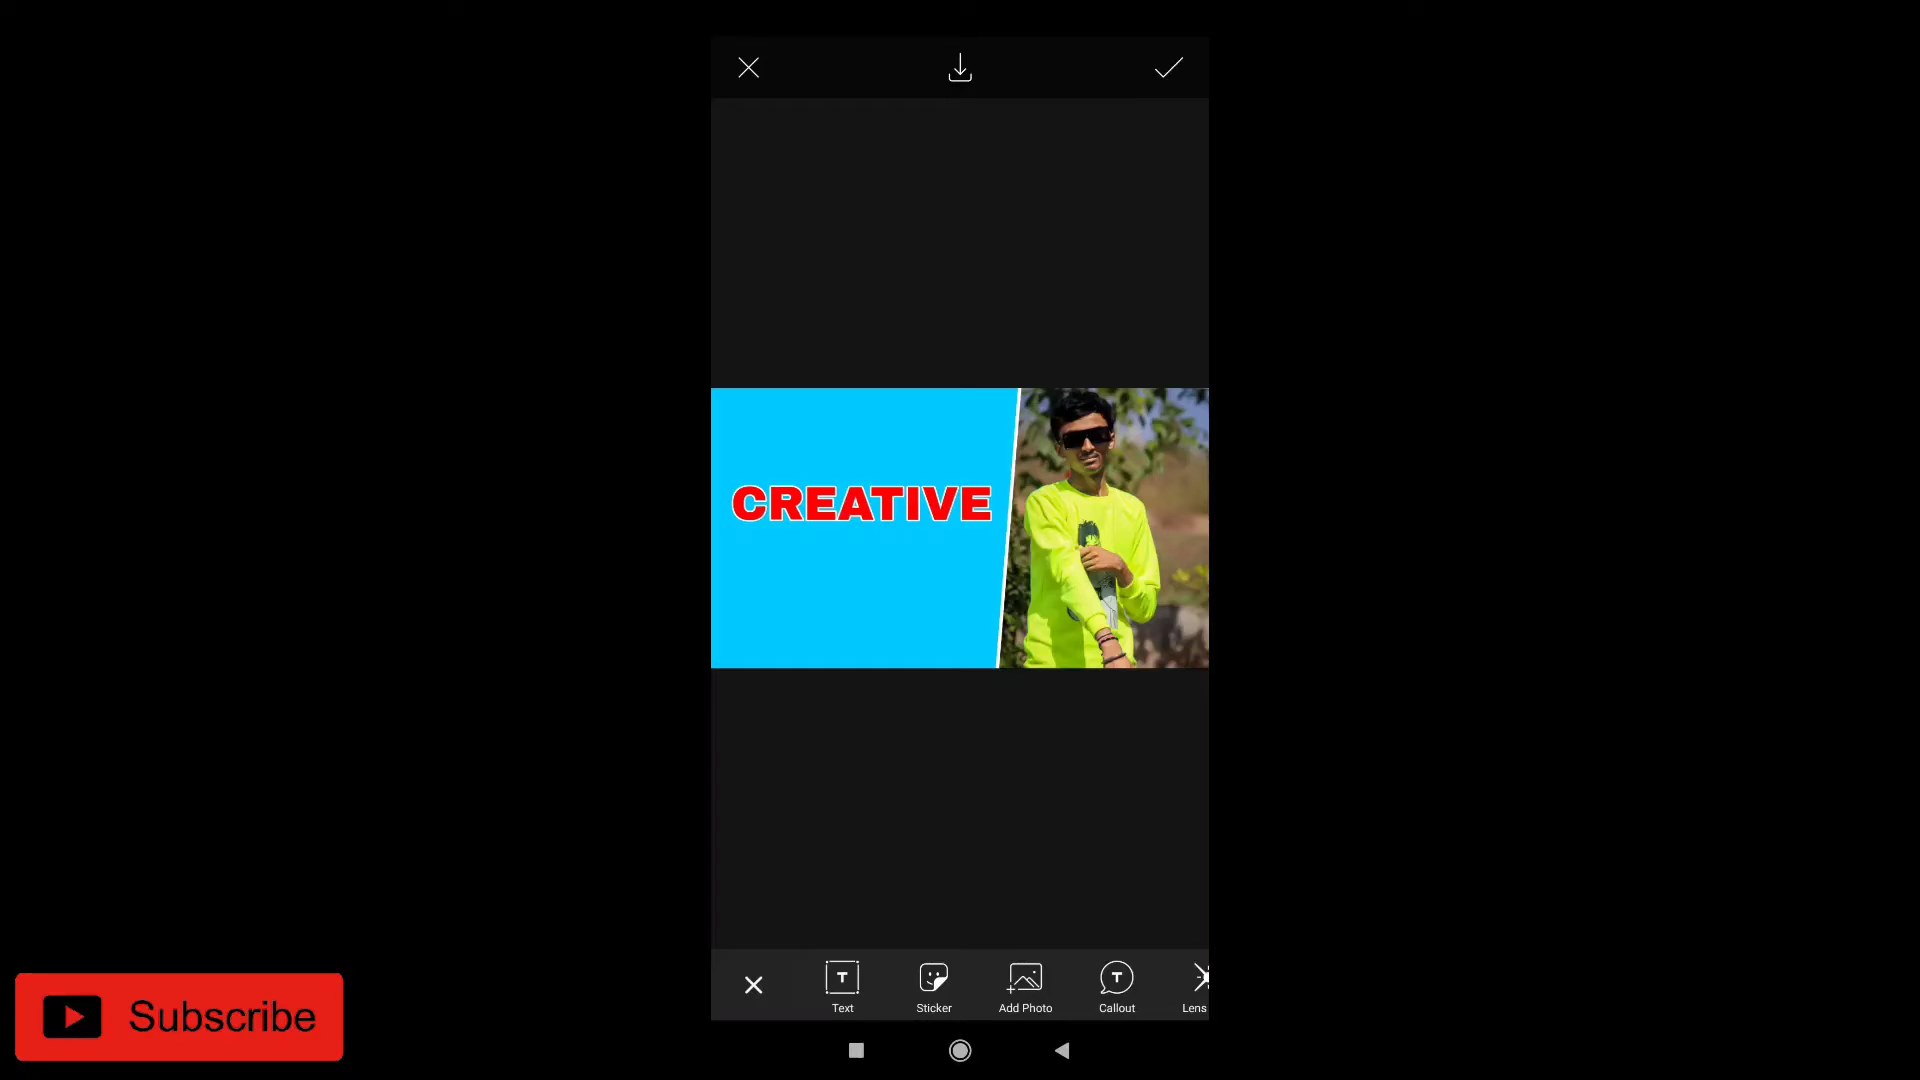 CREATIVE
T
T
Text
Sticker
Add Photo
Callout
Lens
Subscribe